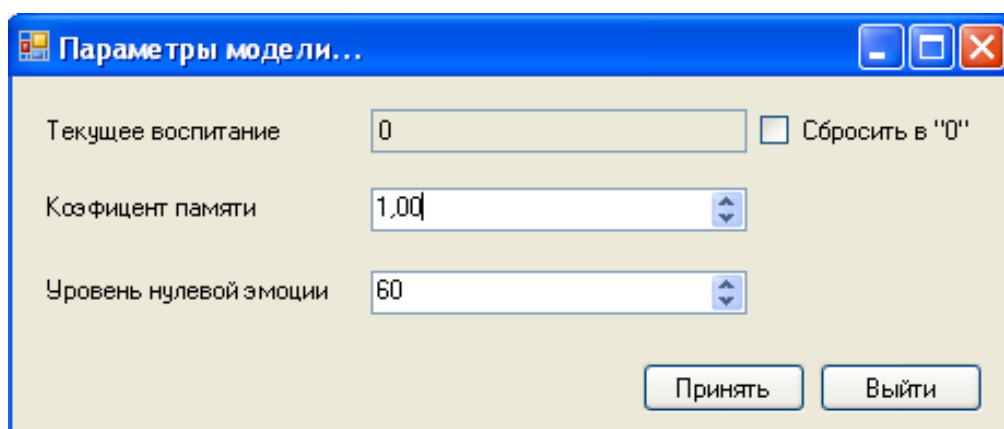 Параметры модели...
Текущее воспитание 0 Сбросить в "0"
Коэфицент памяти 1,00
Уровень нулевой эмоции 60
Принять Выйти